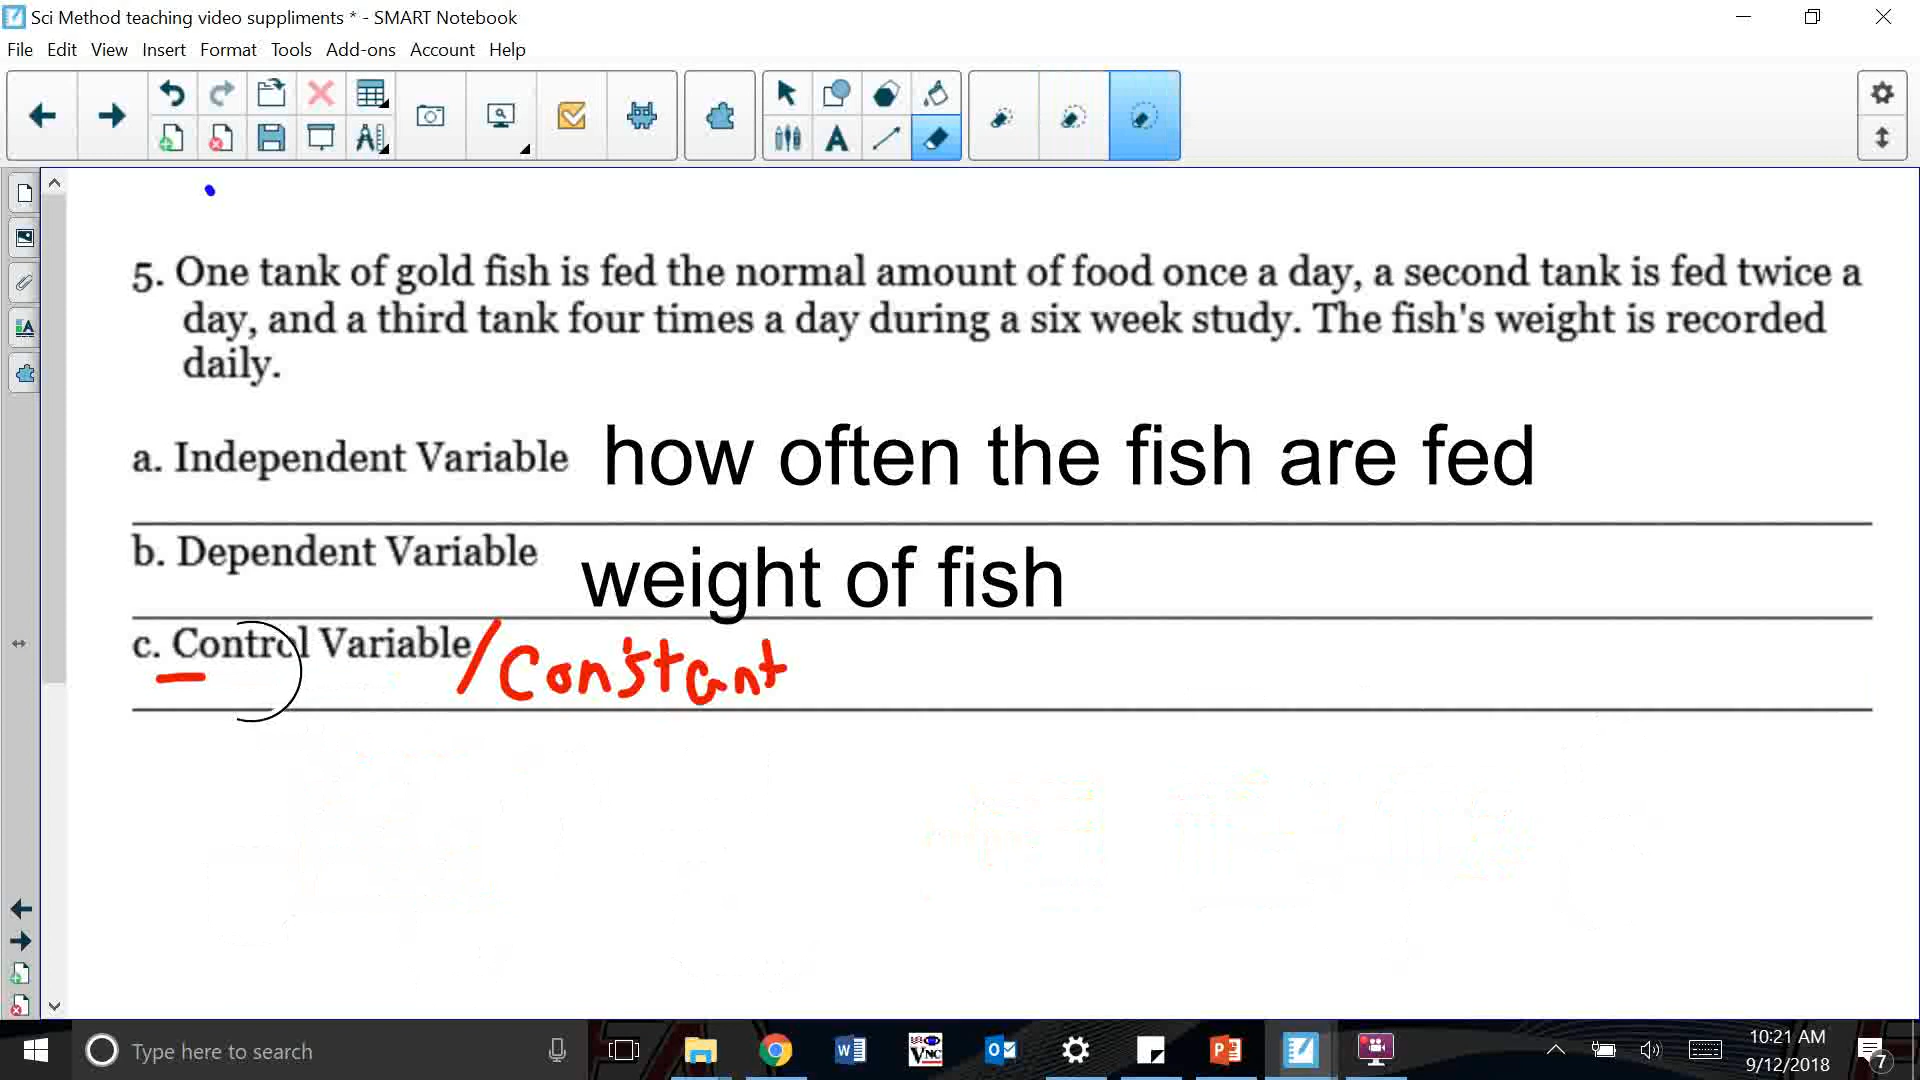 Sci Method teaching video suppliments * - SMART Notebook
File Edit View Insert Format Tools Add-ons Account Help
5. One tank of gold fish is fed the normal amount of food once a day, a second tank is fed twice a
day, and a third tank four times a day during a six week study. The fish's weight is recorded
daily.
a. Independent Variable how often the fish are fed
b. Dependent Variable weight of fish
c. Control Variable / Constant
Type here to search
10:21 AM
9/12/2018
7